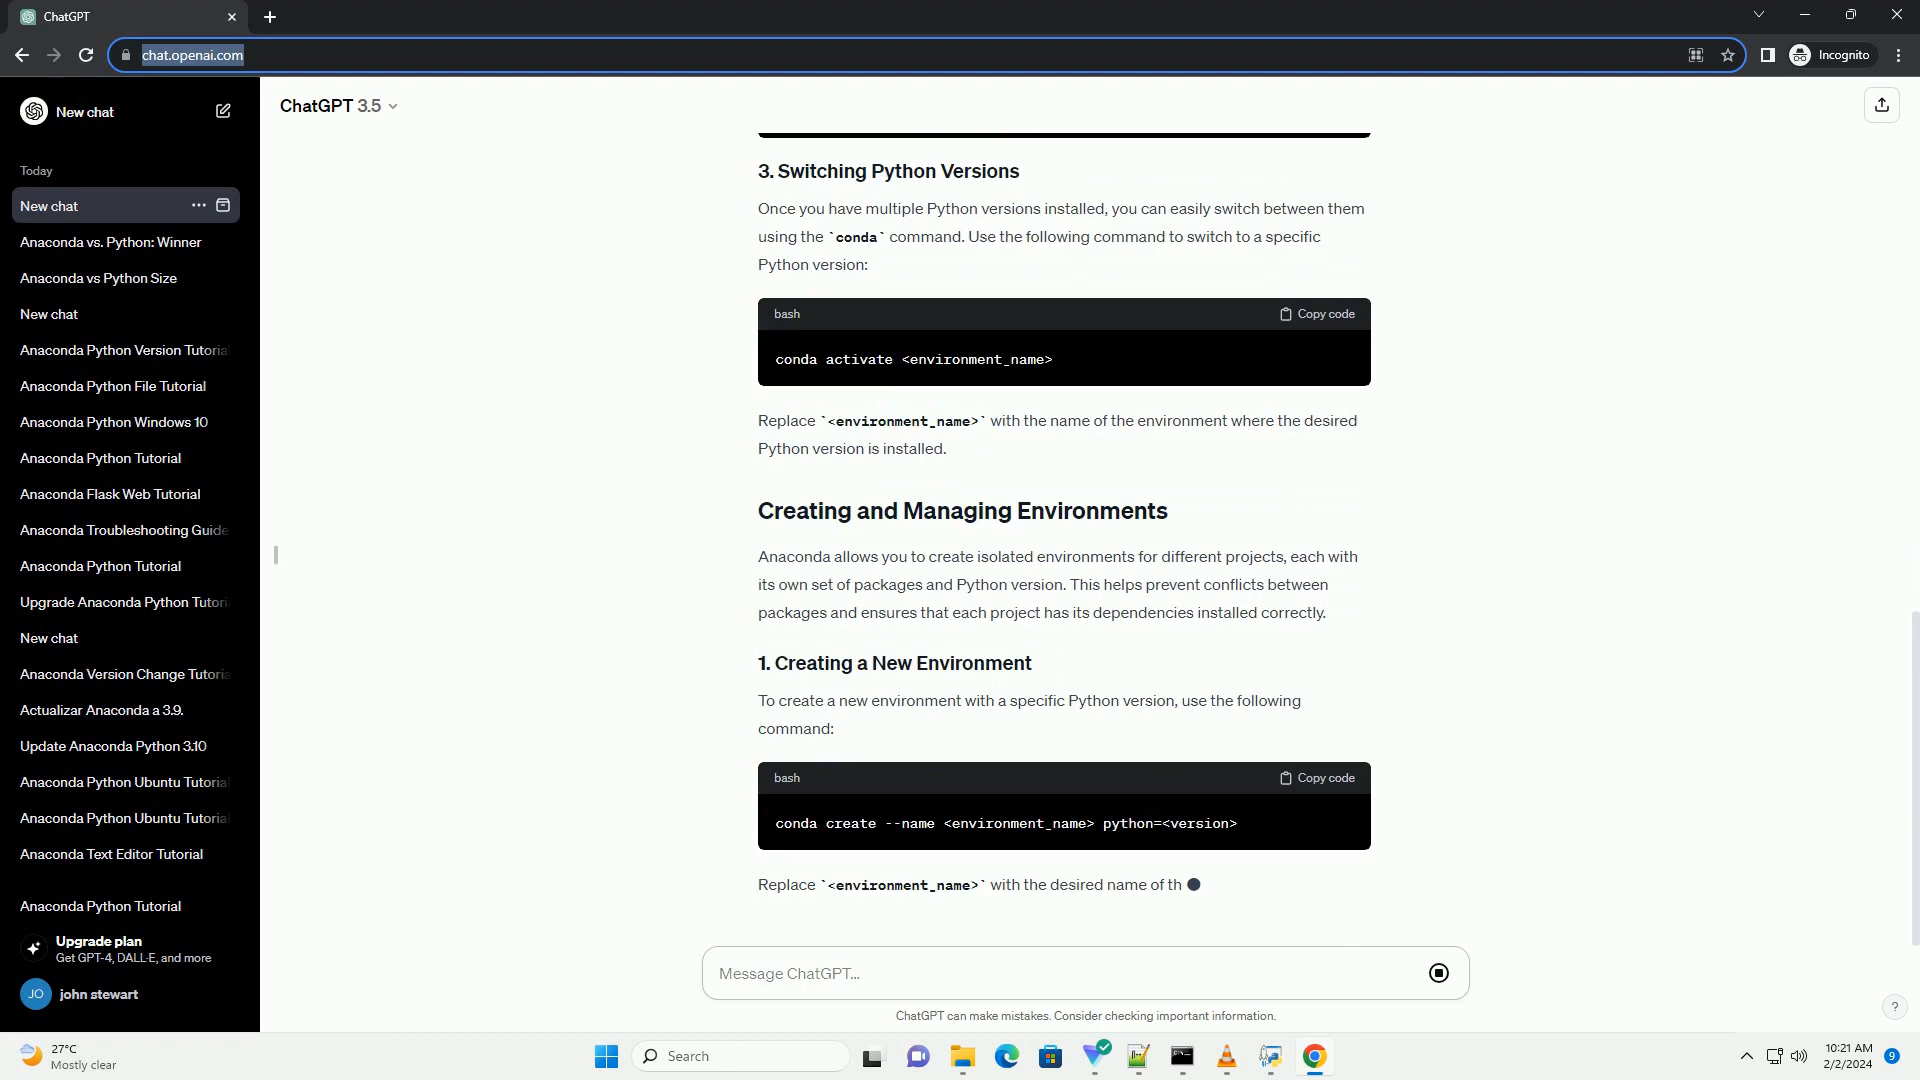 ChatGPT
chat.openai.com
Incognito
New chat
Today
New chat
Anaconda vs. Python: Winner
Anaconda vs Python Size
New chat
Anaconda Python Version Tutoria
Anaconda Python File Tutorial
Anaconda Python Windows 10
Anaconda Python Tutorial
Anaconda Flask Web Tutorial
Anaconda Troubleshooting Guide
Anaconda Python Tutorial
Upgrade Anaconda Python Tutori
New chat
Anaconda Version Change Tutoria
Actualizar Anaconda a 3.9.
Update Anaconda Python 3.10
Anaconda Python Ubuntu Tutorial
Anaconda Python Ubuntu Tutorial
Anaconda Text Editor Tutorial
Anaconda Python Tutorial
Upgrade plan
Get GPT-4, DALL·E, and more
JO john stewart
ChatGPT 3.5
3. Switching Python Versions
Once you have multiple Python versions installed, you can easily switch between them
using the `conda` command. Use the following command to switch to a specific
Python version:
bash Copy code
conda activate <environment_name>
Replace `<environment_name>` with the name of the environment where the desired
Python version is installed.
Creating and Managing Environments
Anaconda allows you to create isolated environments for different projects, each with
its own set of packages and Python version. This helps prevent conflicts between
packages and ensures that each project has its dependencies installed correctly.
1. Creating a New Environment
To create a new environment with a specific Python version, use the following
command:
bash Copy code
conda create --name <environment_name> python=<version>
Replace `<environment_name>` with the desired name of th
Message ChatGPT...
ChatGPT can make mistakes. Consider checking important information.
?
27°C
Mostly clear
Search
10:21 AM
2/2/2024
9